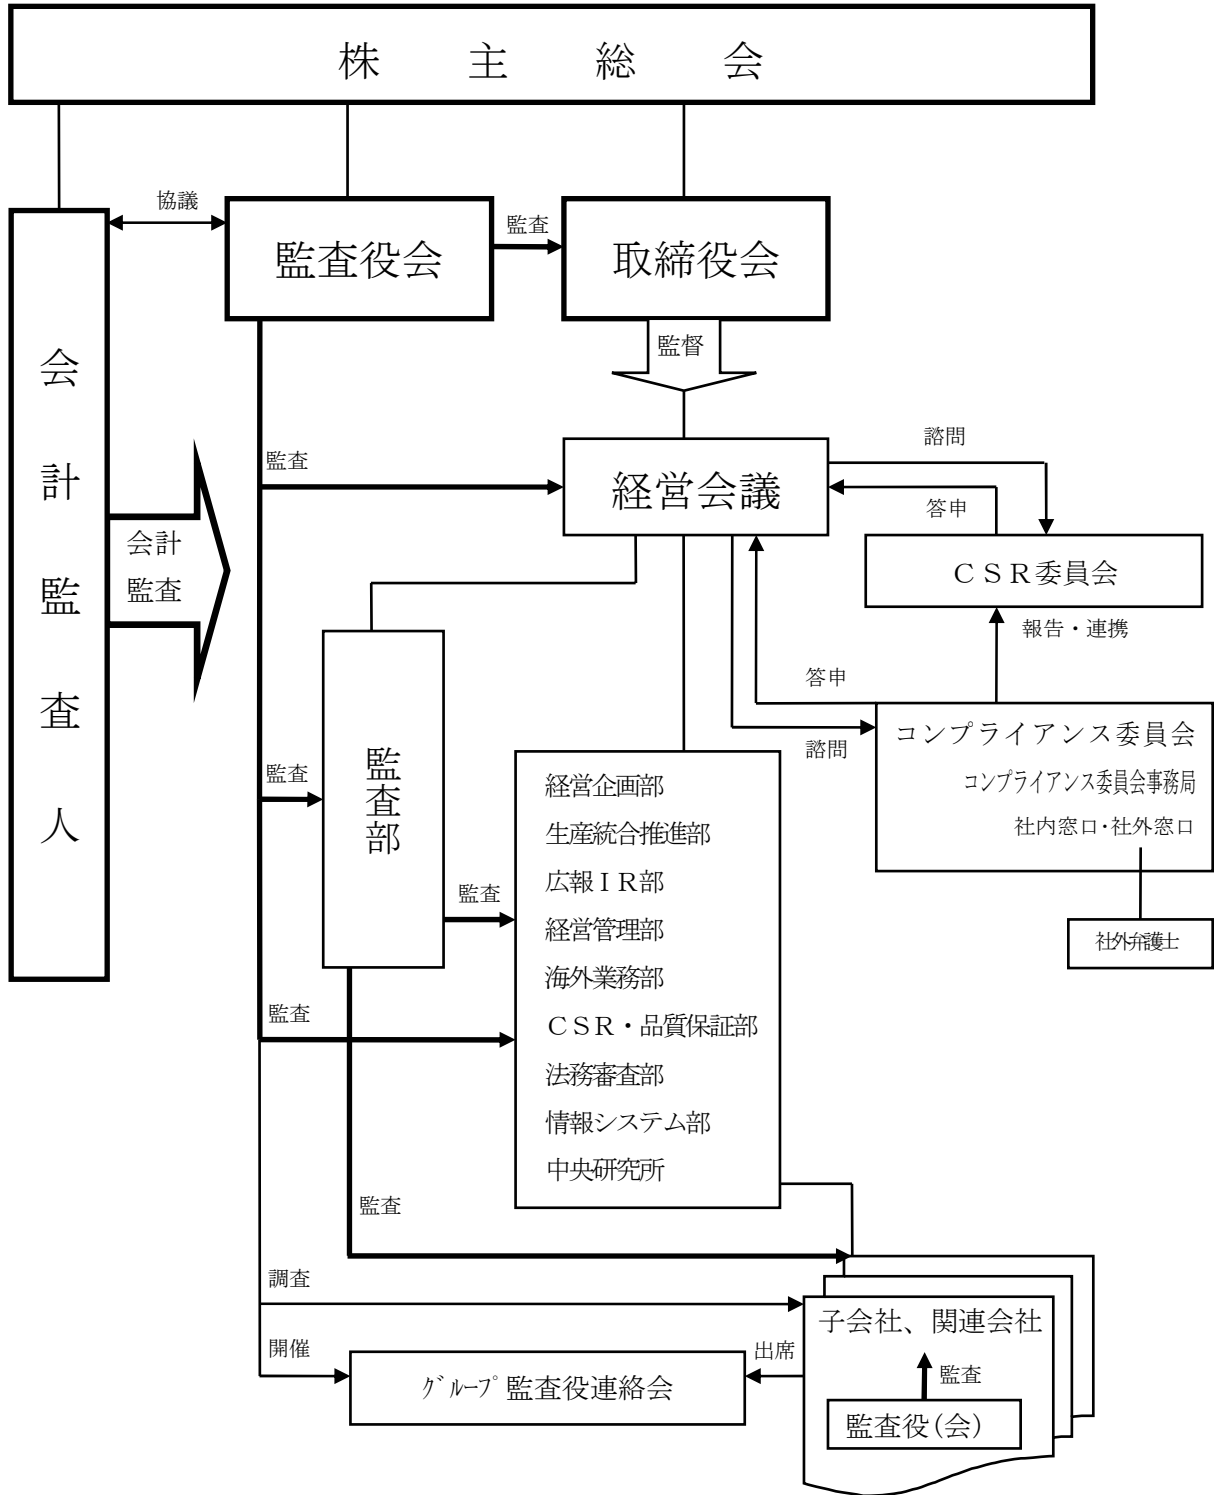 株主総会
協議
監査役会
監査
取締役会
監督
会計監査人
会計
監査
監査
経営会議
諮問
答申
ＣＳＲ委員会
報告・連携
答申
諮問
コンプライアンス委員会
コンプライアンス委員会事務局
社内窓口・社外窓口
社外弁護士
監査
監査部
監査
経営企画部
生産統合推進部
広報ＩＲ部
経営管理部
海外業務部
ＣＳＲ・品質保証部
法務審査部
情報システム部
中央研究所
監査
監査
調査
子会社、関連会社
開催
グループ監査役連絡会
出席
監査
監査役(会)